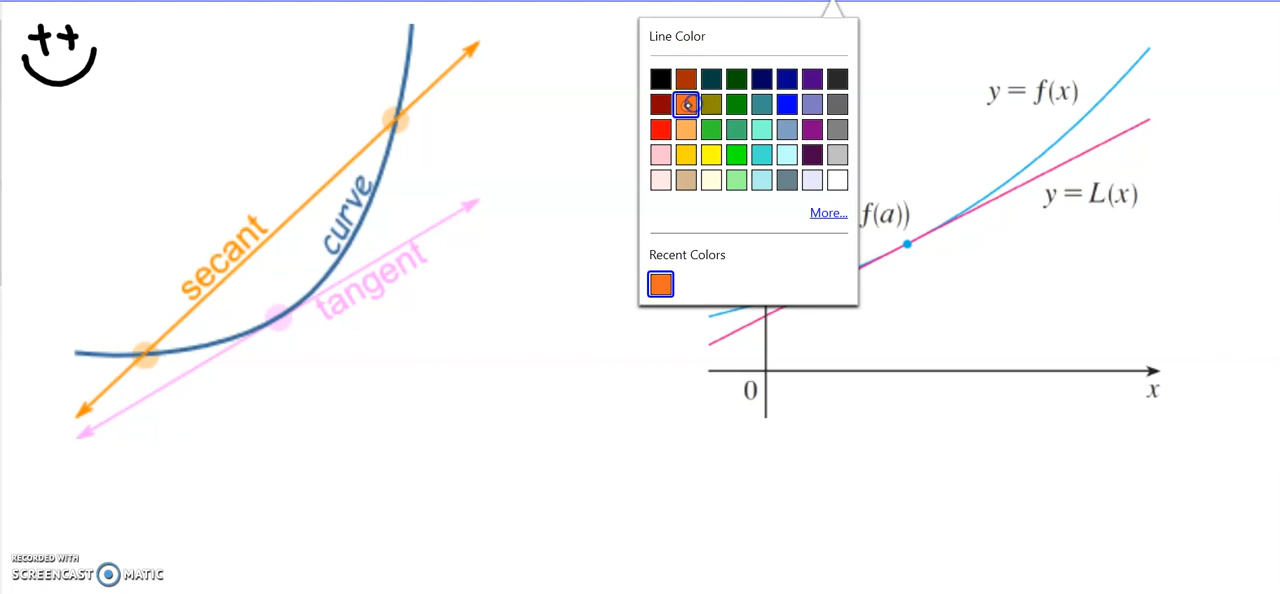 secant
curve
tangent
Line Color
More...
Recent Colors
y = f(x)
f(a))
y = L(x)
0
x
RECORDED WITH
SCREENCAST MATIC